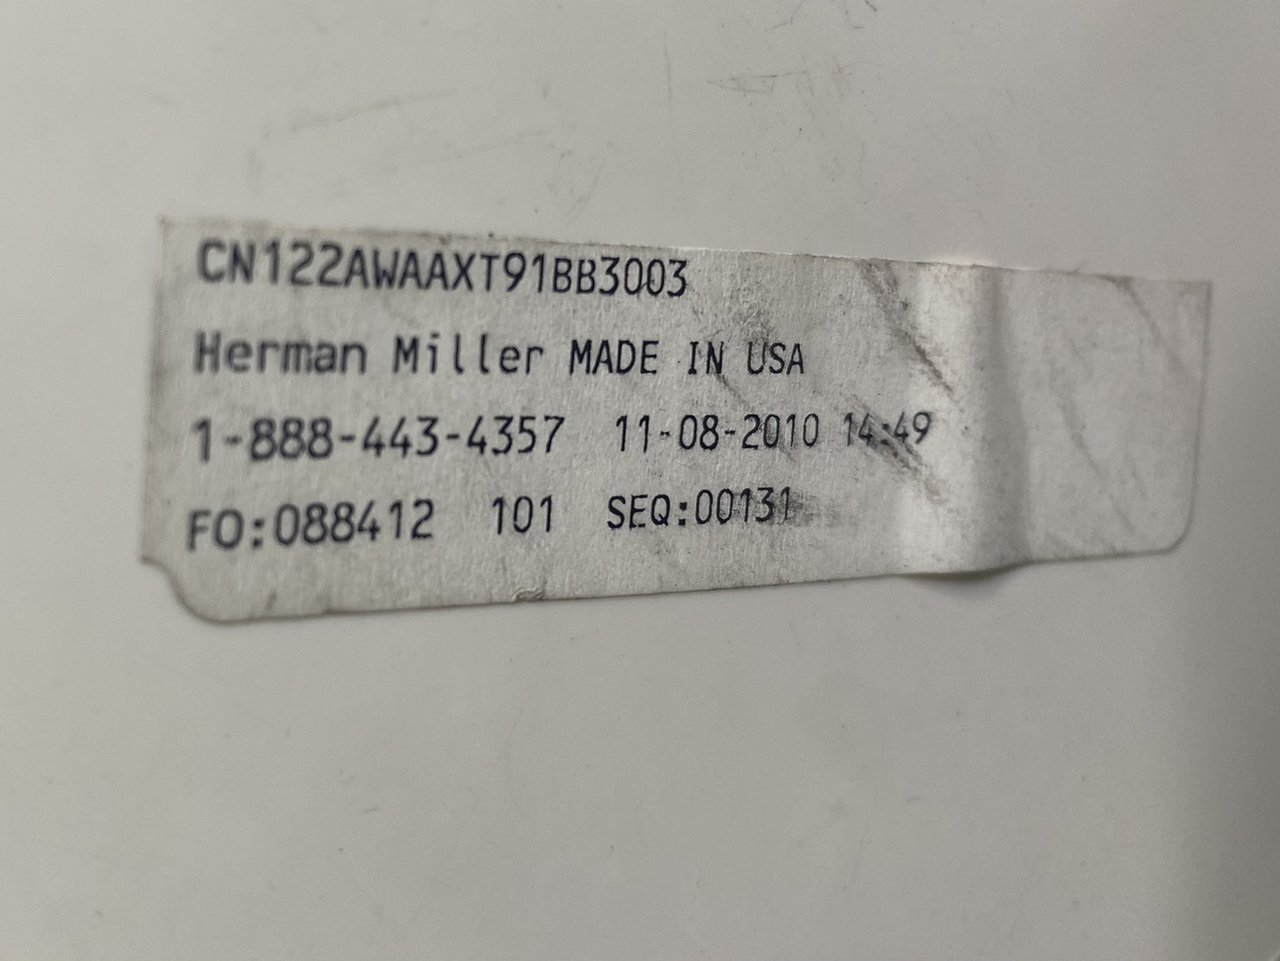 CN122AWAAXT91BB3003
Herman Miller MADE IN USA
1-888-443-4357 11-08-2010 14:49
FO:088412 101 SEQ:00131